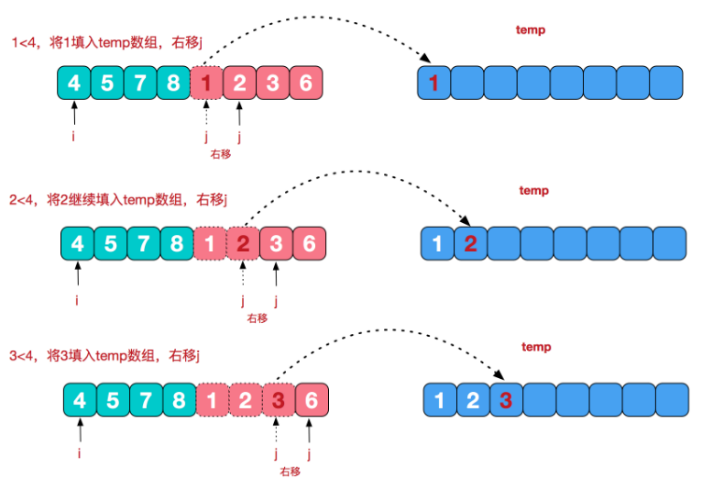 temp
1<4，将1填入temp数组，右移j
4 5 7 8 1 2 3 6
1
i j j
右移
temp
2<4，将2继续填入temp数组，右移j
4 5 7 8 1 2 3 6
1 2
i j j
右移
temp
3<4，将3填入temp数组，右移j
4 5 7 8 1 2 3 6
1 2 3
i j j
右移